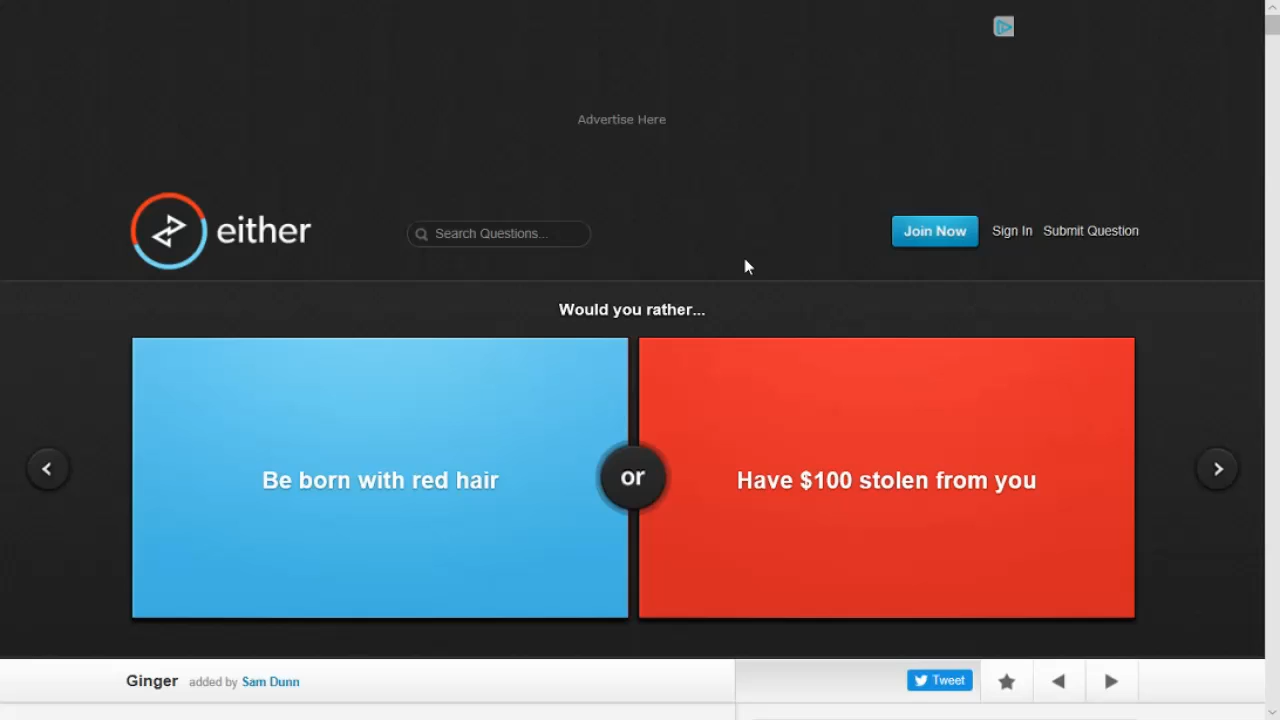 Advertise Here
either
Search Questions...
Join Now
Sign In
Submit Question
Would you rather...
Be born with red hair
or
Have $100 stolen from you
Ginger added by Sam Dunn
Tweet